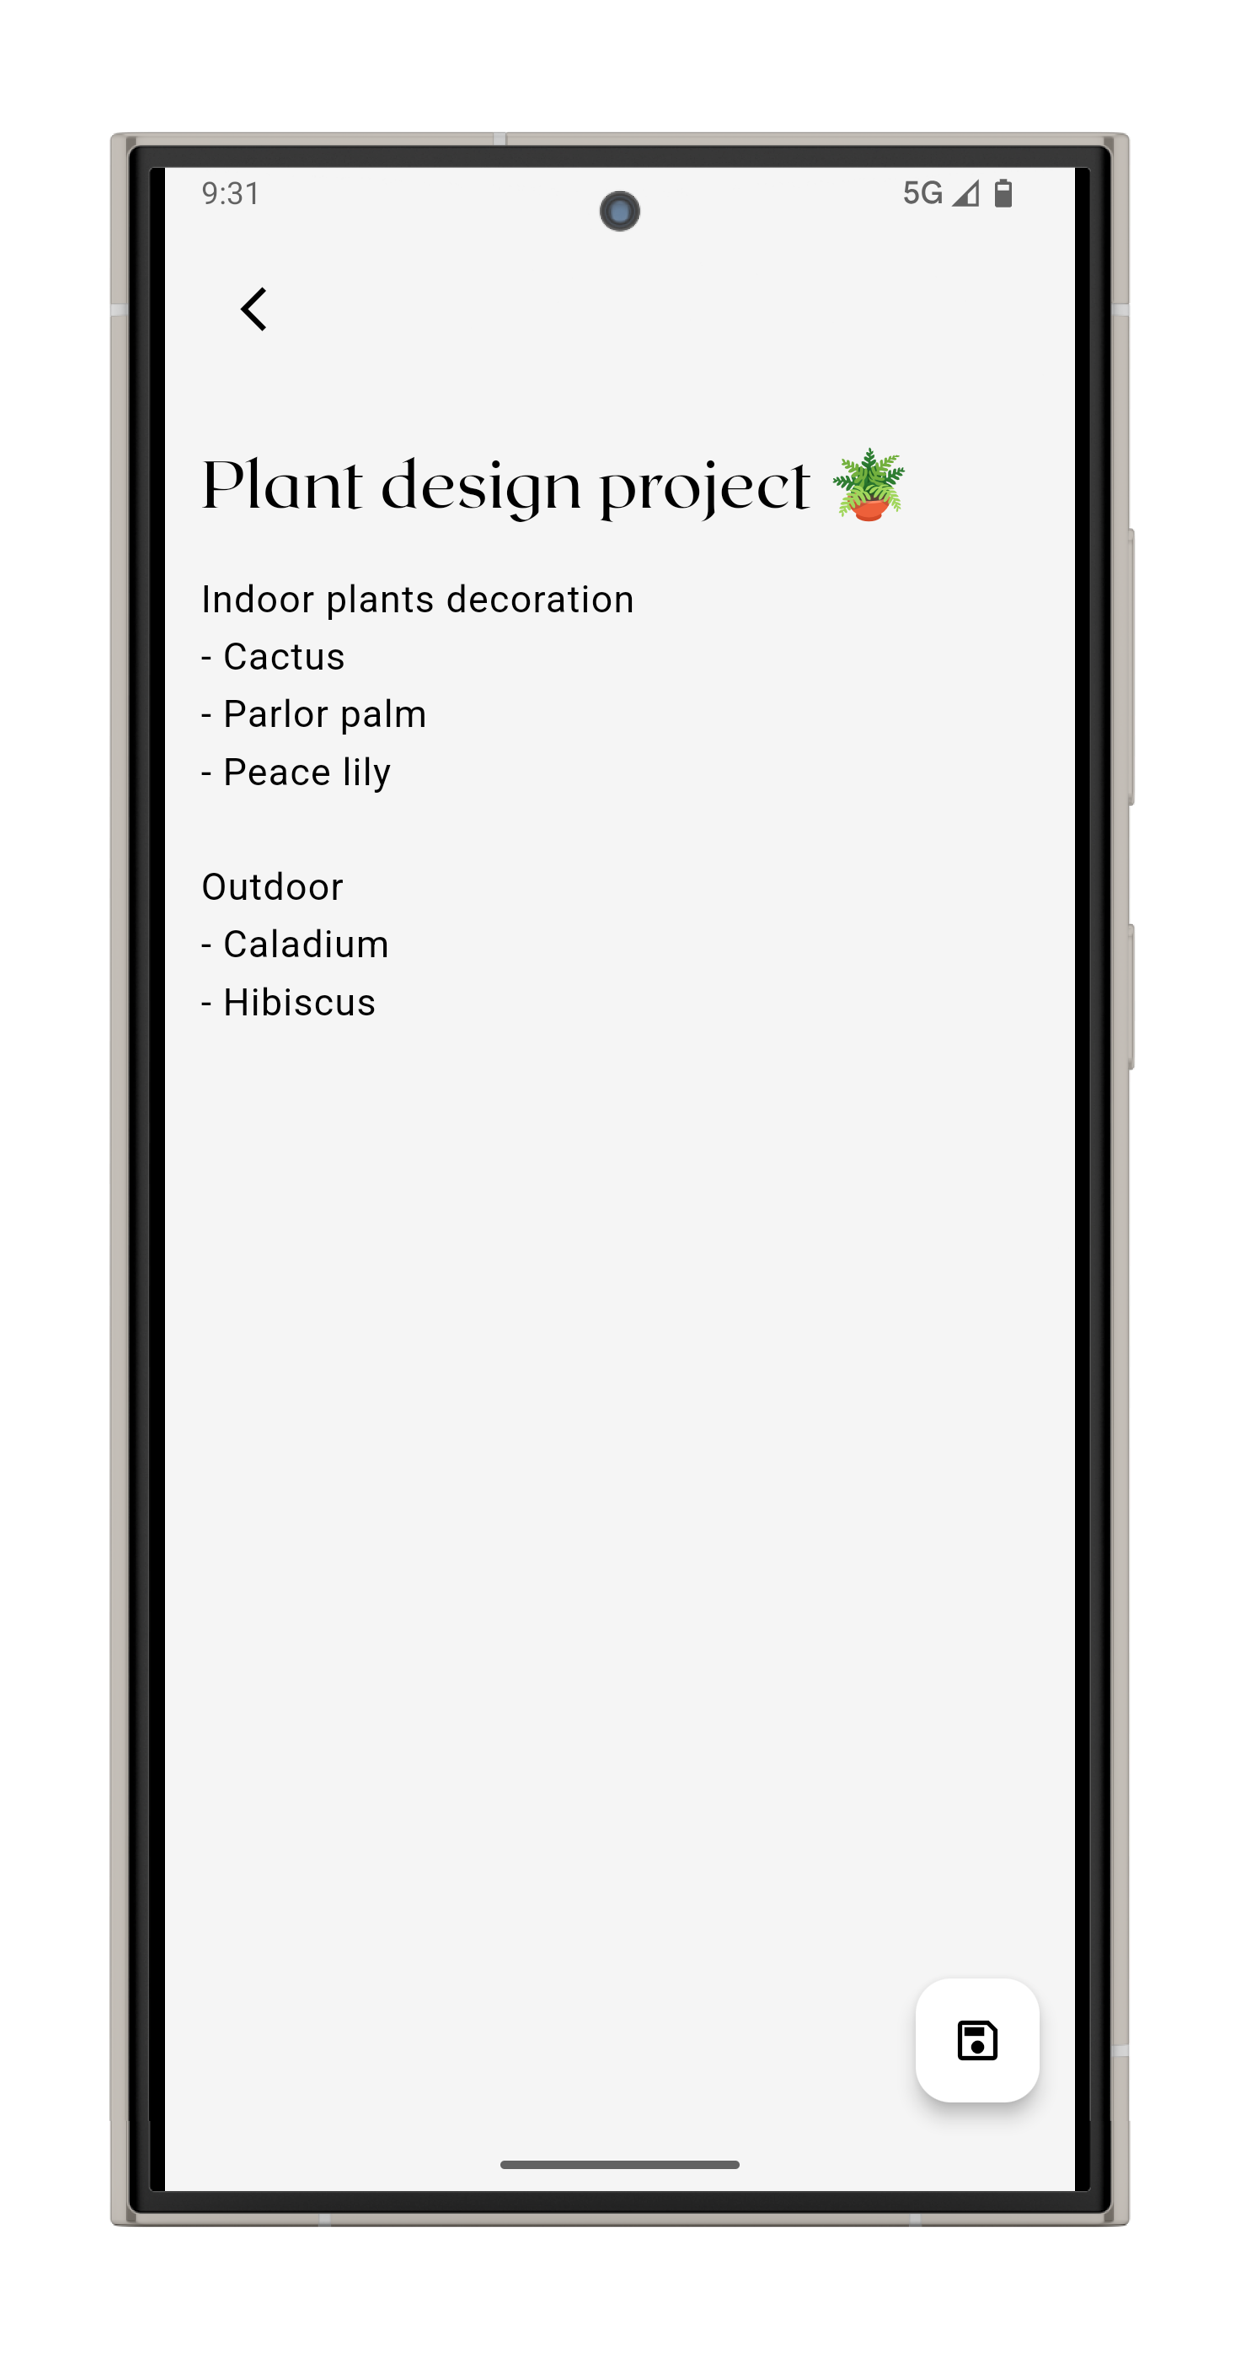 9:31
5G
Plant design project 🪴
Indoor plants decoration
- Cactus
- Parlor palm
- Peace lily
Outdoor
- Caladium
- Hibiscus